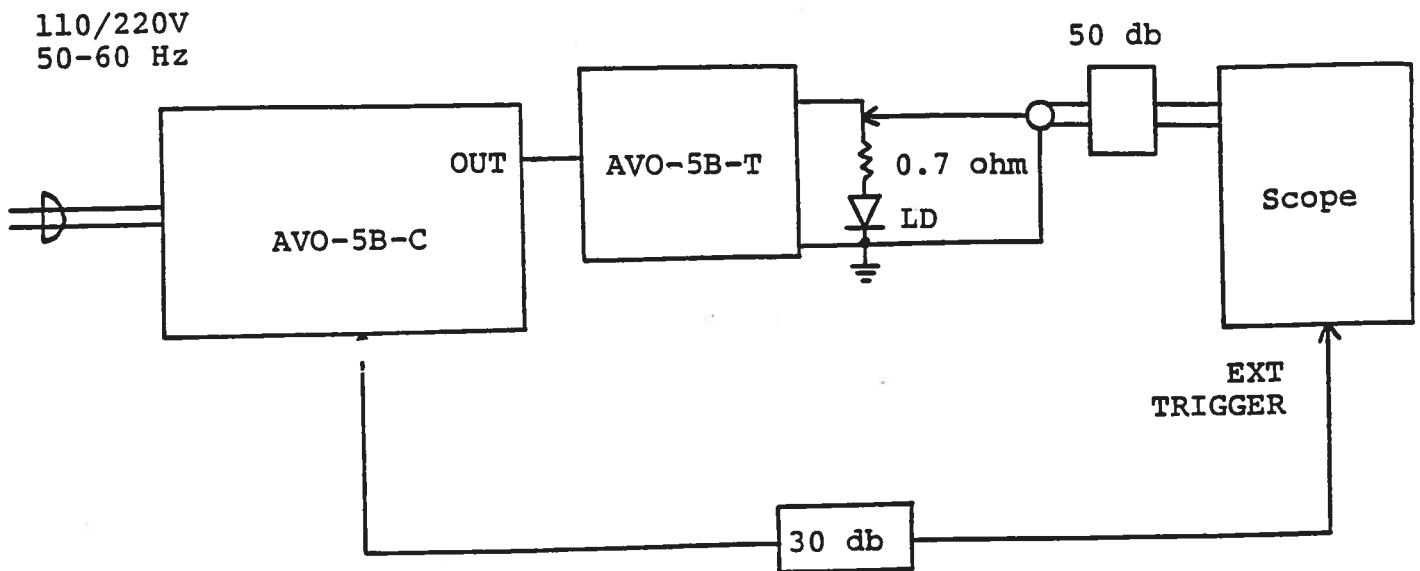 110/220V
50-60 Hz
50 db
OUT
AVO-5B-T
0.7 ohm
Scope
LD
AVO-5B-C
EXT
TRIGGER
30 db